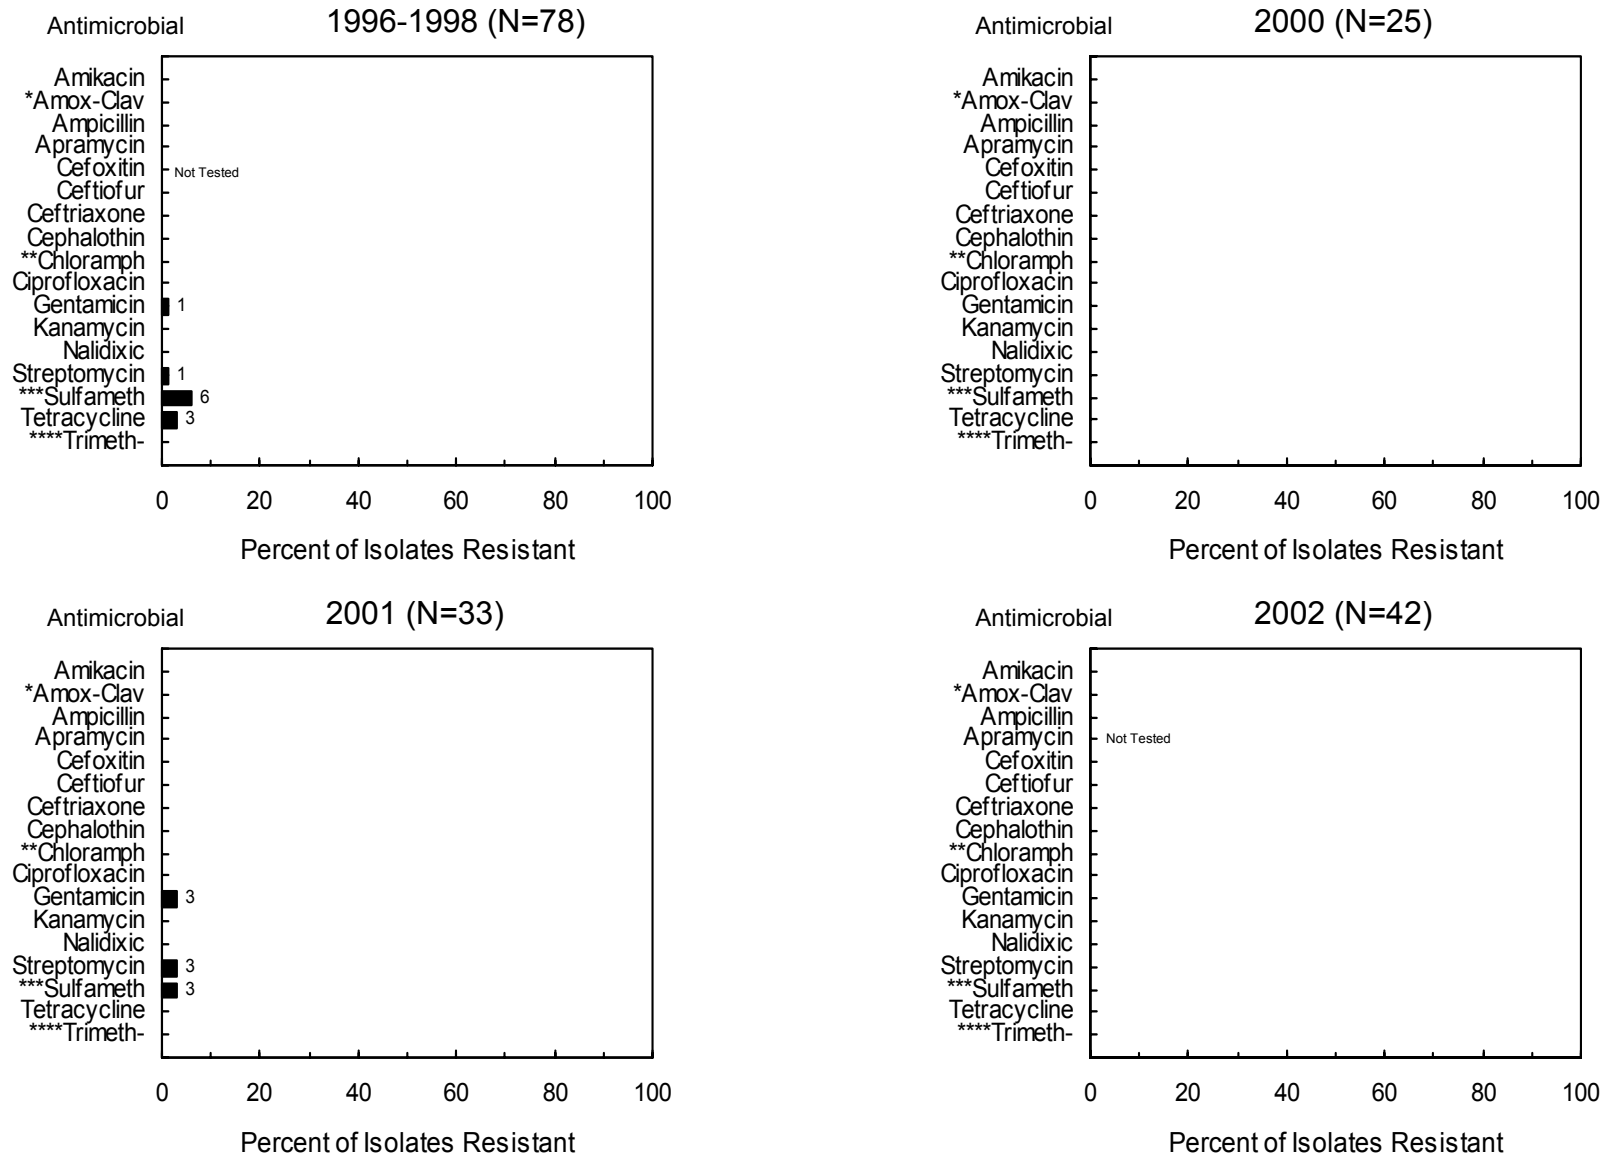 Antimicrobial
1996-1998 (N=78)
Amikacin
*Amox-Clav
Ampicillin
Apramycin
Cefoxitin
Not Tested
Ceftiofur
Ceftriaxone
Cephalothin
**Chloramph
Ciprofloxacin
Gentamicin
1
Kanamycin
Nalidixic
Streptomycin
1
***Sulfameth
6
Tetracycline
3
****Trimeth-
0 20 40 60 80 100
Percent of Isolates Resistant
Antimicrobial
2000 (N=25)
Amikacin
*Amox-Clav
Ampicillin
Apramycin
Cefoxitin
Ceftiofur
Ceftriaxone
Cephalothin
**Chloramph
Ciprofloxacin
Gentamicin
Kanamycin
Nalidixic
Streptomycin
***Sulfameth
Tetracycline
****Trimeth-
0 20 40 60 80 100
Percent of Isolates Resistant
Antimicrobial
2001 (N=33)
Amikacin
*Amox-Clav
Ampicillin
Apramycin
Cefoxitin
Ceftiofur
Ceftriaxone
Cephalothin
**Chloramph
Ciprofloxacin
Gentamicin
3
Kanamycin
Nalidixic
Streptomycin
3
***Sulfameth
3
Tetracycline
****Trimeth-
0 20 40 60 80 100
Percent of Isolates Resistant
Antimicrobial
2002 (N=42)
Amikacin
*Amox-Clav
Ampicillin
Apramycin
Not Tested
Cefoxitin
Ceftiofur
Ceftriaxone
Cephalothin
**Chloramph
Ciprofloxacin
Gentamicin
Kanamycin
Nalidixic
Streptomycin
***Sulfameth
Tetracycline
****Trimeth-
0 20 40 60 80 100
Percent of Isolates Resistant